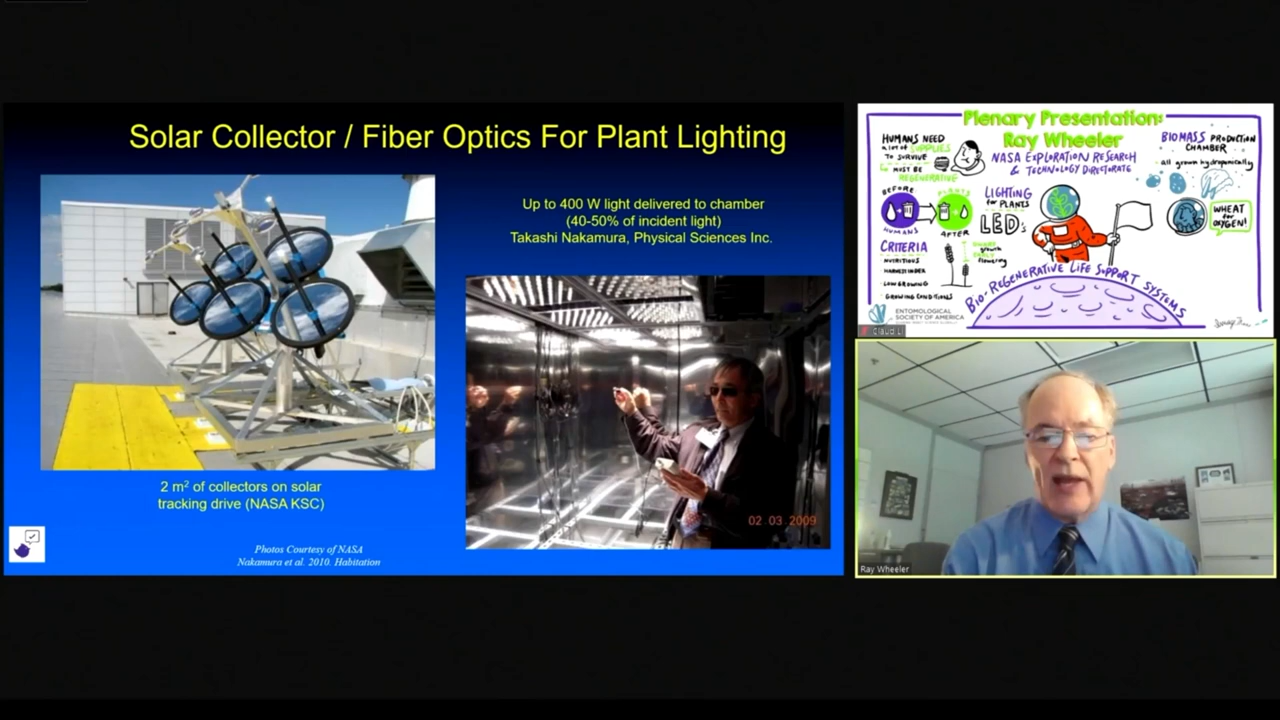 Solar Collector / Fiber Optics For Plant Lighting
Up to 400 W light delivered to chamber
(40-50% of incident light)
Takashi Nakamura, Physical Sciences Inc.
02 03 2009
2 m² of collectors on solar
tracking drive (NASA KSC)
Photos Courtesy of NASA
Nakamura et al. 2010. Habitation
Plenary Presentation:
Ray Wheeler
NASA EXPLORATION RESEARCH
& TECHNOLOGY DIRECTORATE
HUMANS NEED
a lot of SUPPLIES
TO SURVIVE
MUST BE
REGENERATIVE
BEFORE
HUMANS
PLANTS
AFTER
LIGHTING
for PLANTS
LED's
BIOMASS PRODUCTION
CHAMBER
all grown hydroponically
WHEAT
for
OXYGEN!
CRITERIA
NUTRITIOUS
HARVEST INDEX
LOW GROWING
GROWING CONDITIONS
growth
flowering
BIO-REGENERATIVE LIFE SUPPORT SYSTEMS
ENTOMOLOGICAL
SOCIETY OF AMERICA
Claud Li
Ray Wheeler